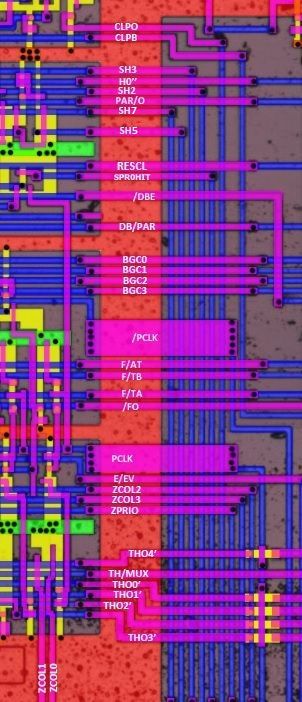 CLPO
CLPB
SH3
H0''
SH2
PAR/O
SH7
SH5
RESCL
SPR0HIT
/DBE
DB/PAR
BGC0
BGC1
BGC2
BGC3
/PCLK
F/AT
F/TB
F/TA
/FO
PCLK
E/EV
ZCOL2
ZCOL3
ZPRIO
THO4'
TH/MUX
THO0'
THO1'
THO2'
THO3'
ZCOL1
ZCOL0